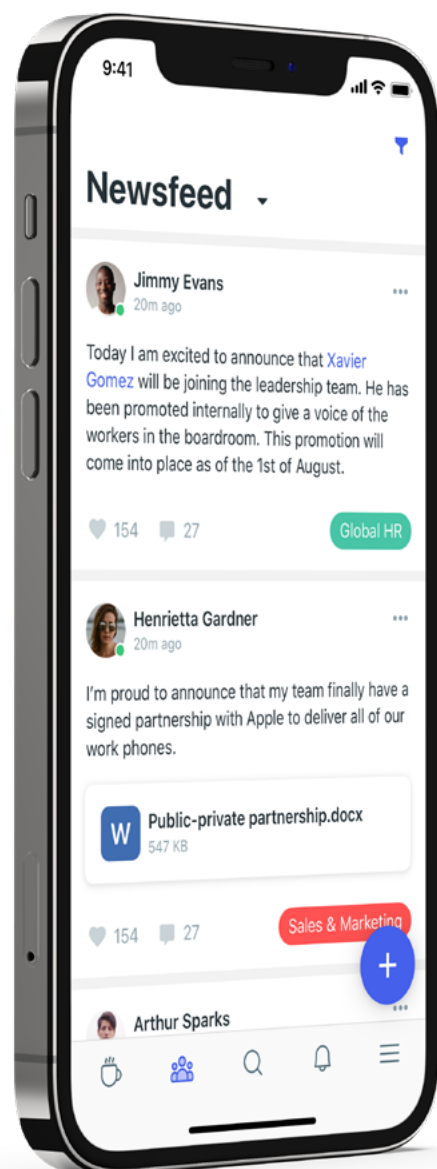 9:41
Newsfeed
Jimmy Evans
20m ago
Today I am excited to announce that Xavier
Gomez will be joining the leadership team. He has
been promoted internally to give a voice of the
workers in the boardroom. This promotion will
come into place as of the 1st of August.
154 27 Global HR
Henrietta Gardner
20m ago
I'm proud to announce that my team finally have a
signed partnership with Apple to deliver all of our
work phones.
W
Public-private partnership.docx
547 KB
154 27 Sales & Marketing
Arthur Sparks